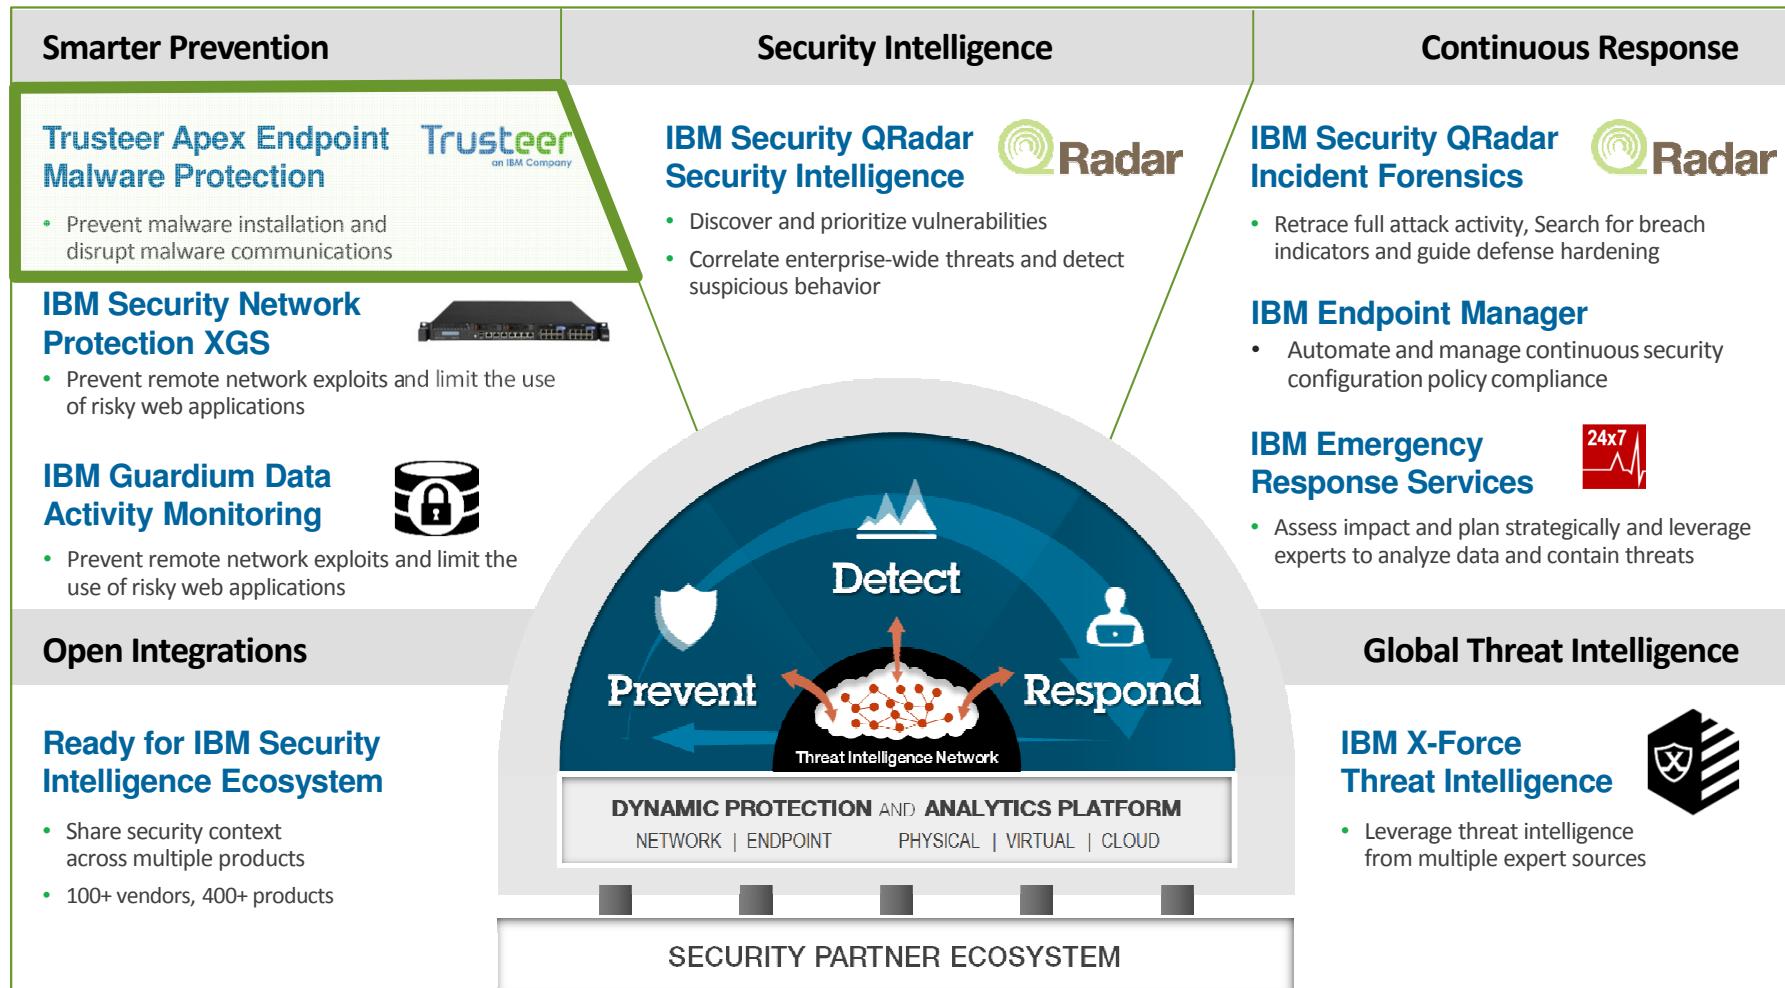 Smarter Prevention
Security Intelligence
Continuous Response
Trusteer Apex Endpoint
Malware Protection
Trusteer
an IBM Company
• Prevent malware installation and
disrupt malware communications
IBM Security Network
Protection XGS
• Prevent remote network exploits and limit the use
of risky web applications
IBM Guardium Data
Activity Monitoring
• Prevent remote network exploits and limit the
use of risky web applications
IBM Security QRadar
Security Intelligence
QRadar
• Discover and prioritize vulnerabilities
• Correlate enterprise-wide threats and detect
suspicious behavior
IBM Security QRadar
Incident Forensics
QRadar
• Retrace full attack activity, Search for breach
indicators and guide defense hardening
IBM Endpoint Manager
• Automate and manage continuous security
configuration policy compliance
IBM Emergency
Response Services
24x7
• Assess impact and plan strategically and leverage
experts to analyze data and contain threats
Open Integrations
Ready for IBM Security
Intelligence Ecosystem
• Share security context
across multiple products
• 100+ vendors, 400+ products
Detect
Prevent
Respond
Threat Intelligence Network
DYNAMIC PROTECTION AND ANALYTICS PLATFORM
NETWORK | ENDPOINT PHYSICAL | VIRTUAL | CLOUD
SECURITY PARTNER ECOSYSTEM
Global Threat Intelligence
IBM X-Force
Threat Intelligence
X
• Leverage threat intelligence
from multiple expert sources